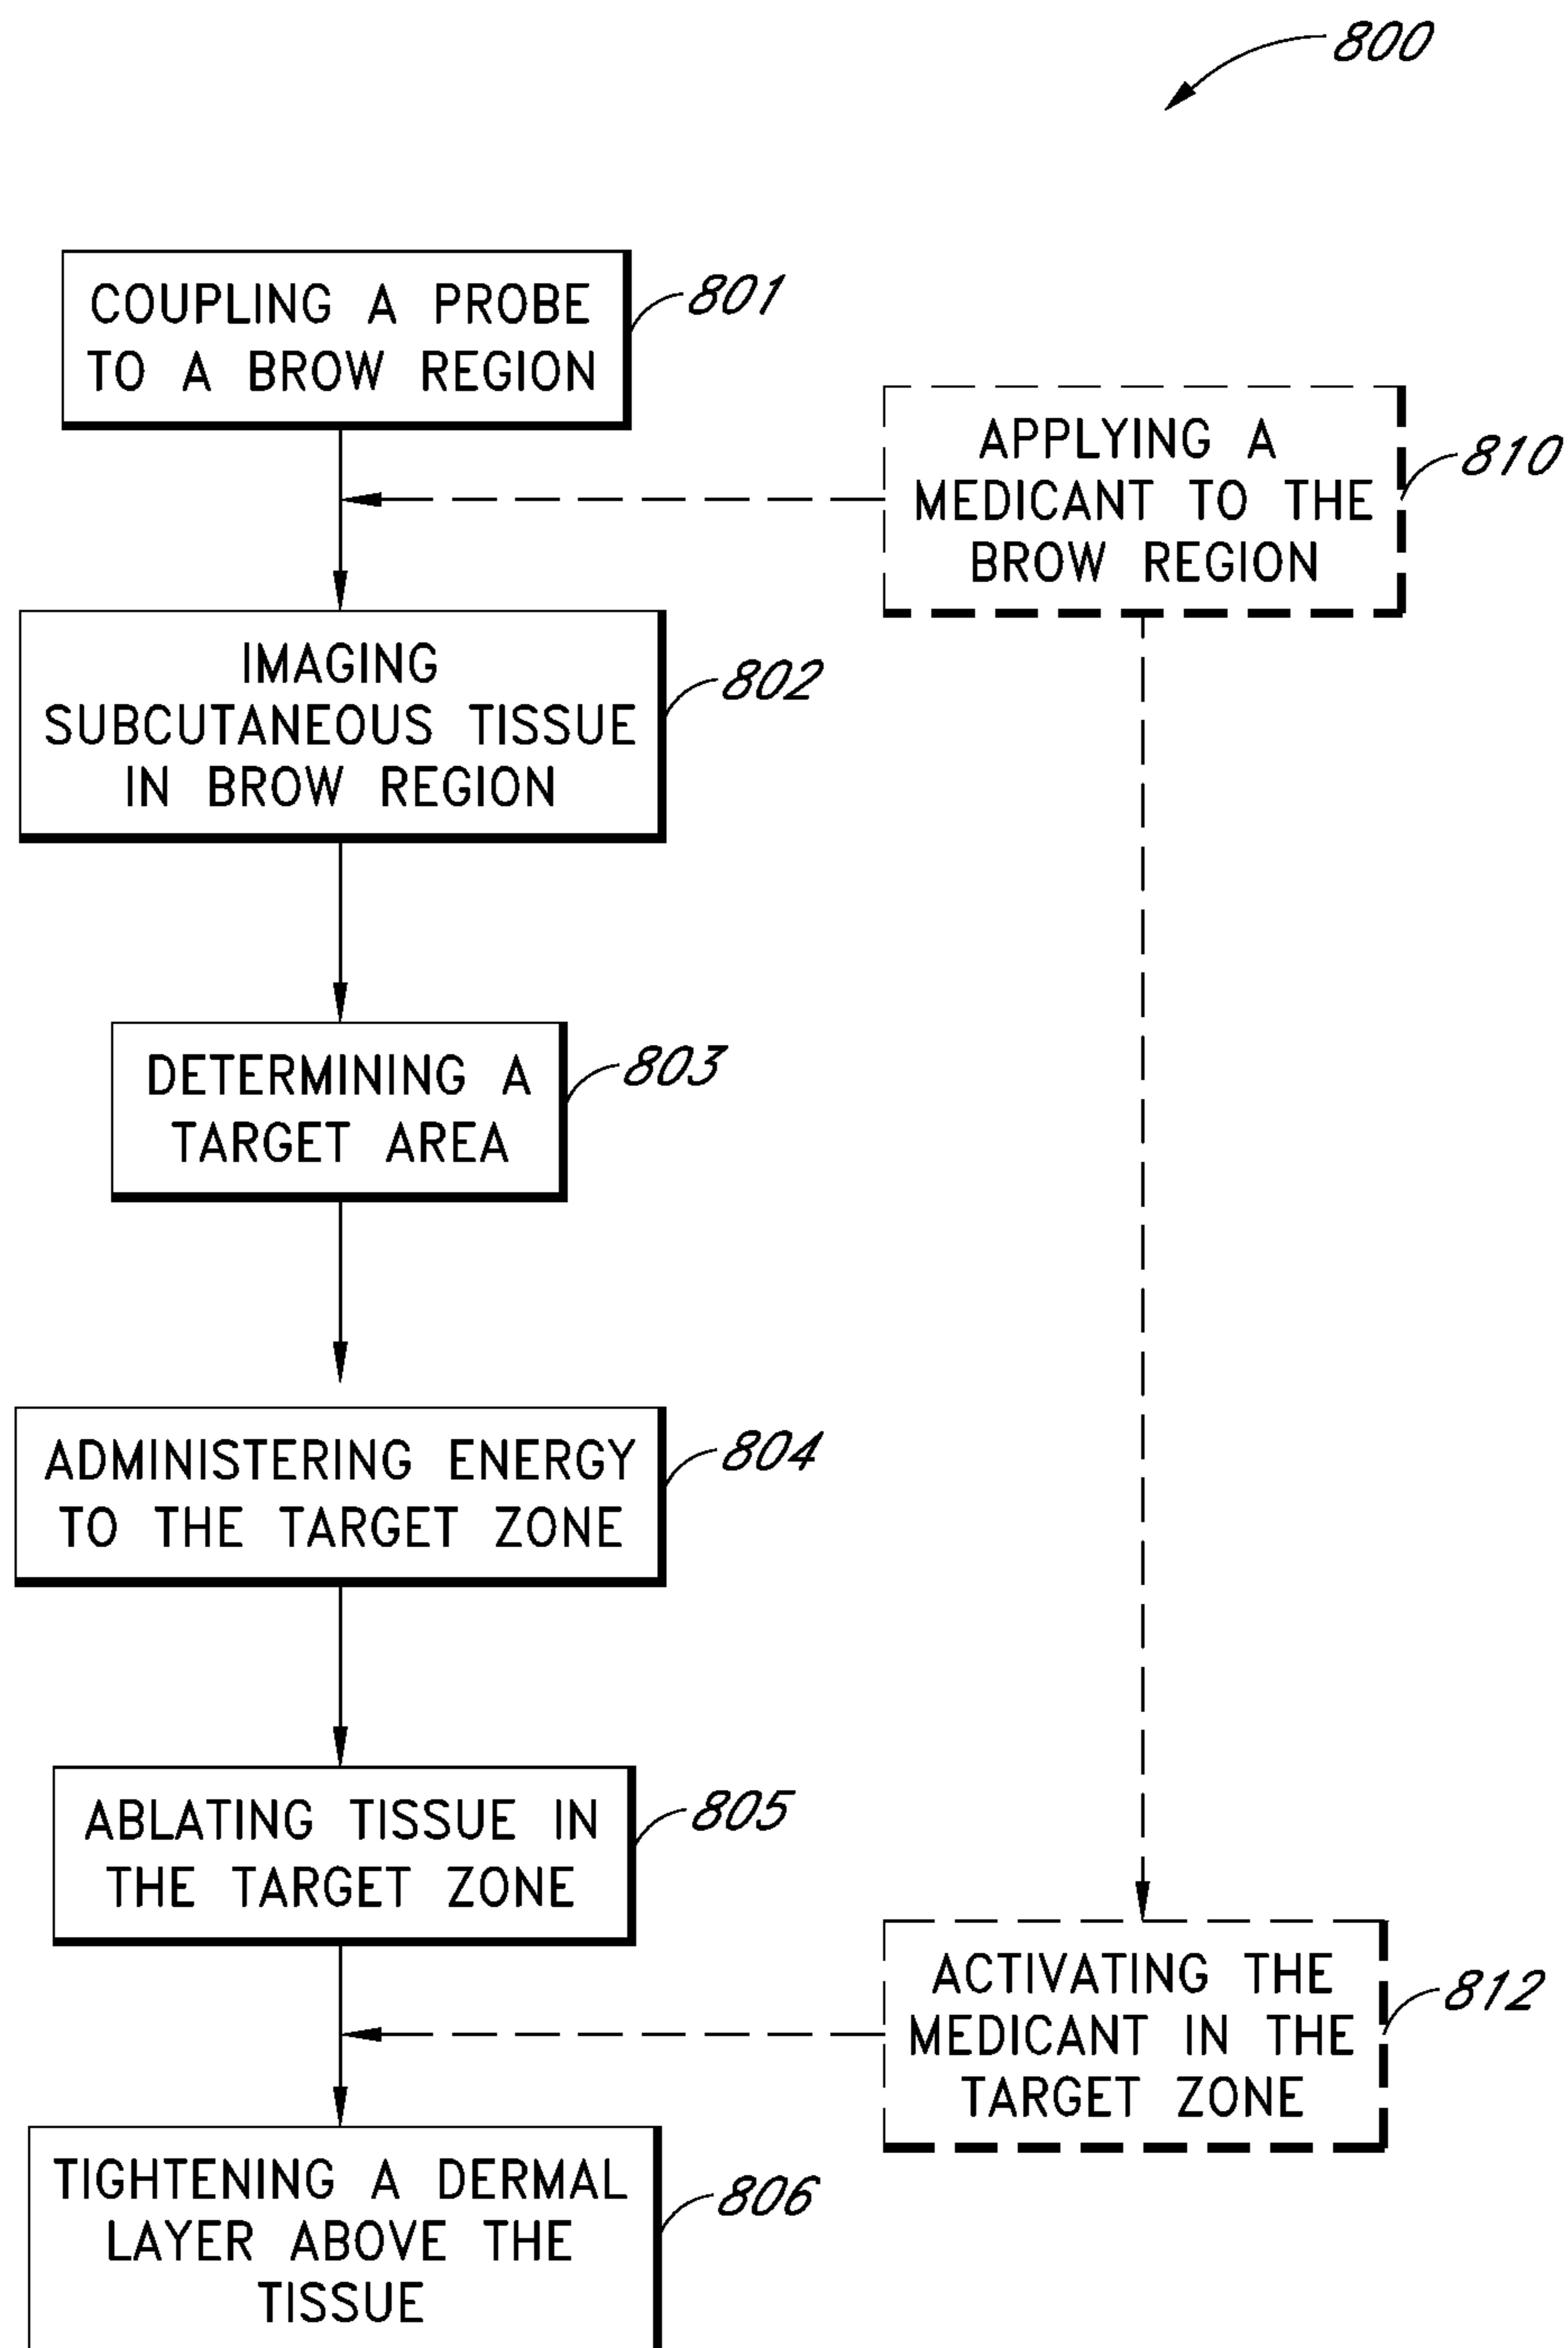 800
COUPLING A PROBE
TO A BROW REGION
801
APPLYING A
MEDICANT TO THE
BROW REGION
810
IMAGING
SUBCUTANEOUS TISSUE
IN BROW REGION
802
DETERMINING A
TARGET AREA
803
ADMINISTERING ENERGY
TO THE TARGET ZONE
804
ABLATING TISSUE IN
THE TARGET ZONE
805
ACTIVATING THE
MEDICANT IN THE
TARGET ZONE
812
TIGHTENING A DERMAL
LAYER ABOVE THE
TISSUE
806